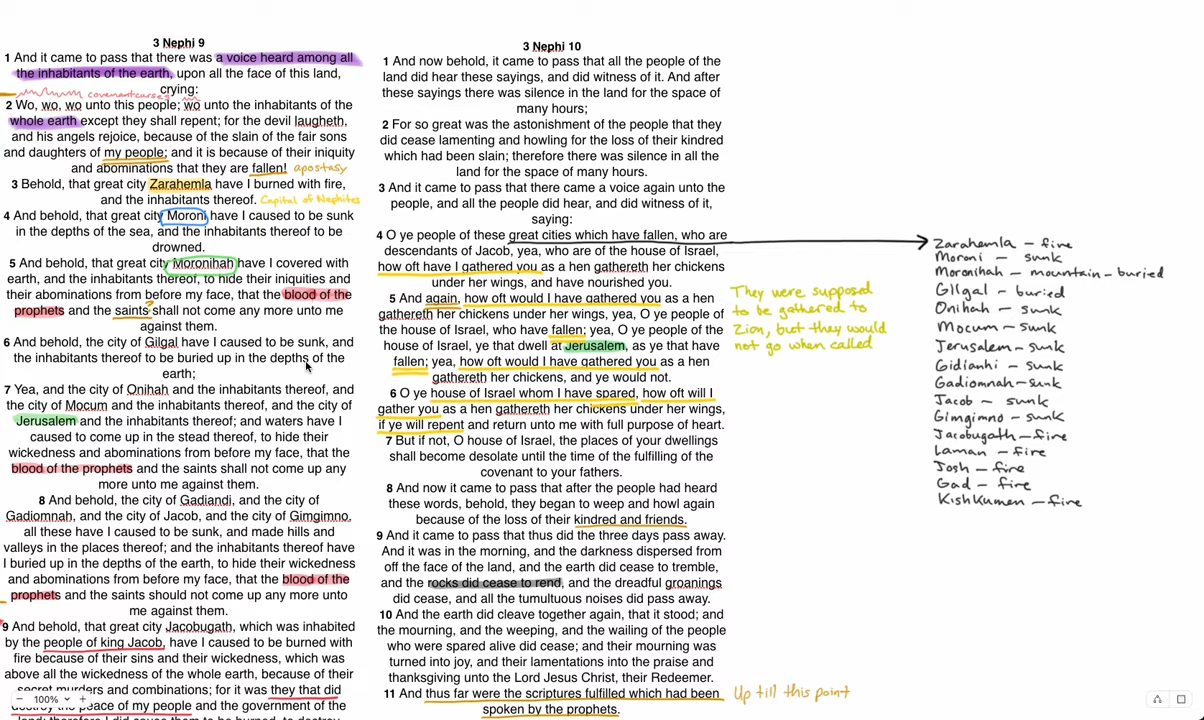 3 Nephi 9
1 And it came to pass that there was a voice heard among all
the inhabitants of the earth, upon all the face of this land,
crying:
covenant curses
2 Wo, wo, wo unto this people; wo unto the inhabitants of the
whole earth except they shall repent; for the devil laugheth,
and his angels rejoice, because of the slain of the fair sons
and daughters of my people; and it is because of their iniquity
and abominations that they are fallen! apostasy
3 Behold, that great city Zarahemla have I burned with fire,
and the inhabitants thereof. Capital of Nephites
4 And behold, that great city Moroni have I caused to be sunk
in the depths of the sea, and the inhabitants thereof to be
drowned.
5 And behold, that great city Moronihah have I covered with
earth, and the inhabitants thereof, to hide their iniquities and
their abominations from before my face, that the blood of the
prophets and the saints shall not come any more unto me
?
against them.
6 And behold, the city of Gilgal have I caused to be sunk, and
the inhabitants thereof to be buried up in the depths of the
earth;
7 Yea, and the city of Onihah and the inhabitants thereof, and
the city of Mocum and the inhabitants thereof, and the city of
Jerusalem and the inhabitants thereof; and waters have I
caused to come up in the stead thereof, to hide their
wickedness and abominations from before my face, that the
blood of the prophets and the saints shall not come up any
more unto me against them.
8 And behold, the city of Gadiandi, and the city of
Gadiomnah, and the city of Jacob, and the city of Gimgimno,
all these have I caused to be sunk, and made hills and
valleys in the places thereof; and the inhabitants thereof have
I buried up in the depths of the earth, to hide their wickedness
and abominations from before my face, that the blood of the
prophets and the saints should not come up any more unto
me against them.
9 And behold, that great city Jacobugath, which was inhabited
by the people of king Jacob, have I caused to be burned with
fire because of their sins and their wickedness, which was
above all the wickedness of the whole earth, because of their
secret murders and combinations; for it was they that did
destroy the peace of my people and the government of the
100%
3 Nephi 10
1 And now behold, it came to pass that all the people of the
land did hear these sayings, and did witness of it. And after
these sayings there was silence in the land for the space of
many hours;
2 For so great was the astonishment of the people that they
did cease lamenting and howling for the loss of their kindred
which had been slain; therefore there was silence in all the
land for the space of many hours.
3 And it came to pass that there came a voice again unto the
people, and all the people did hear, and did witness of it,
saying:
4 O ye people of these great cities which have fallen, who are
descendants of Jacob, yea, who are of the house of Israel,
how oft have I gathered you as a hen gathereth her chickens
under her wings, and have nourished you.
5 And again, how oft would I have gathered you as a hen
gathereth her chickens under her wings, yea, O ye people of
the house of Israel, who have fallen; yea, O ye people of the
house of Israel, ye that dwell at Jerusalem, as ye that have
fallen; yea, how oft would I have gathered you as a hen
gathereth her chickens, and ye would not.
6 O ye house of Israel whom I have spared, how oft will I
gather you as a hen gathereth her chickens under her wings,
if ye will repent and return unto me with full purpose of heart.
7 But if not, O house of Israel, the places of your dwellings
shall become desolate until the time of the fulfilling of the
covenant to your fathers.
8 And now it came to pass that after the people had heard
these words, behold, they began to weep and howl again
because of the loss of their kindred and friends.
9 And it came to pass that thus did the three days pass away.
And it was in the morning, and the darkness dispersed from
off the face of the land, and the earth did cease to tremble,
and the rocks did cease to rend, and the dreadful groanings
did cease, and all the tumultuous noises did pass away.
10 And the earth did cleave together again, that it stood; and
the mourning, and the weeping, and the wailing of the people
who were spared alive did cease; and their mourning was
turned into joy, and their lamentations into the praise and
thanksgiving unto the Lord Jesus Christ, their Redeemer.
11 And thus far were the scriptures fulfilled which had been
spoken by the prophets.
They were supposed
to be gathered to
Zion, but they would
not go when called
Up till this point
Zarahemla - fire
Moroni - sunk
Moronihah - mountain - buried
GIlgal - buried
Onihah - sunk
Mocum - sunk
Jerusalem - sunk
Gidianhi - sunk
Gadiomnah - sunk
Jacob - sunk
Gimgimno - sunk
Jacobugath - fire
Laman - fire
Josh - fire
Gad - fire
Kishkumen - fire